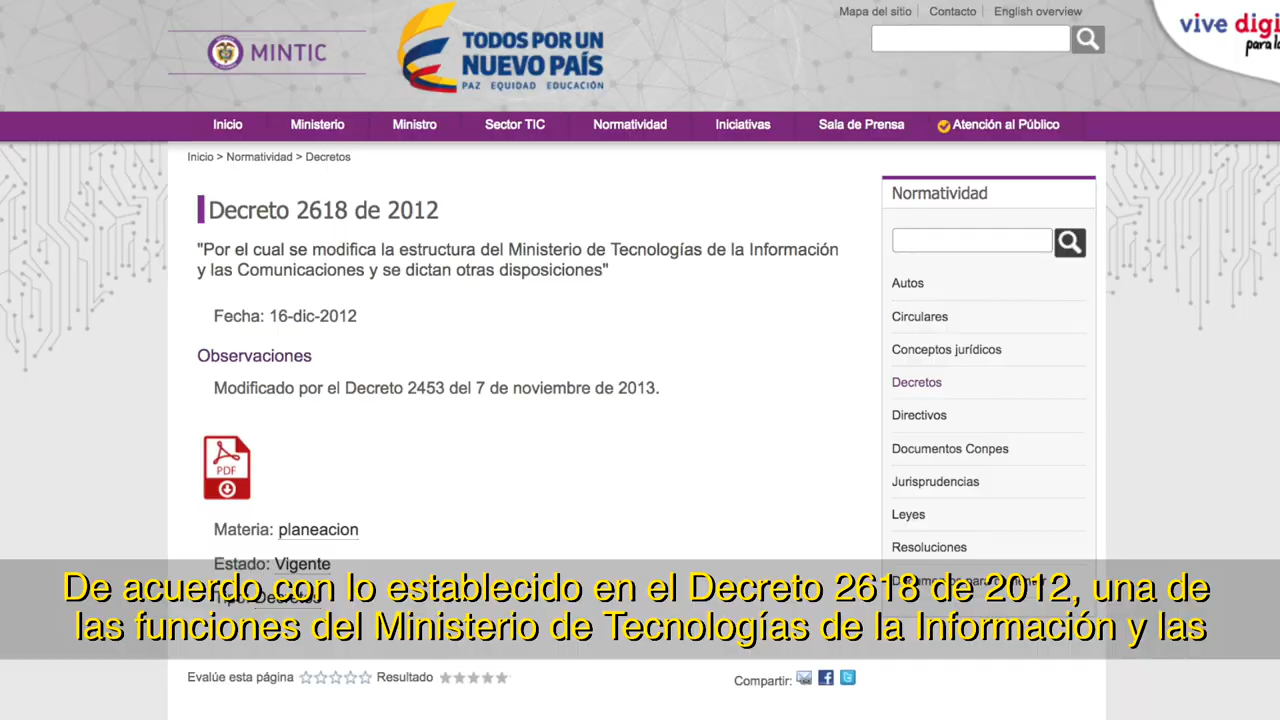 Mapa del sitio | Contacto | English overview
MINTIC
TODOS POR UN
NUEVO PAÍS
PAZ EQUIDAD EDUCACIÓN
vive digi
para la
Inicio Ministerio Ministro Sector TIC Normatividad Iniciativas Sala de Prensa Atención al Público
Inicio > Normatividad > Decretos
Decreto 2618 de 2012
"Por el cual se modifica la estructura del Ministerio de Tecnologías de la Información
y las Comunicaciones y se dictan otras disposiciones"
Fecha: 16-dic-2012
Observaciones
Modificado por el Decreto 2453 del 7 de noviembre de 2013.
PDF
Materia: planeacion
Estado: Vigente
Tipo: Decretos
Normatividad
Autos
Circulares
Conceptos jurídicos
Decretos
Directivos
Documentos Conpes
Jurisprudencias
Leyes
Resoluciones
De acuerdo con lo establecido en el Decreto 2618 de 2012, una de
las funciones del Ministerio de Tecnologías de la Información y las
Evalúe esta página Resultado
Compartir: